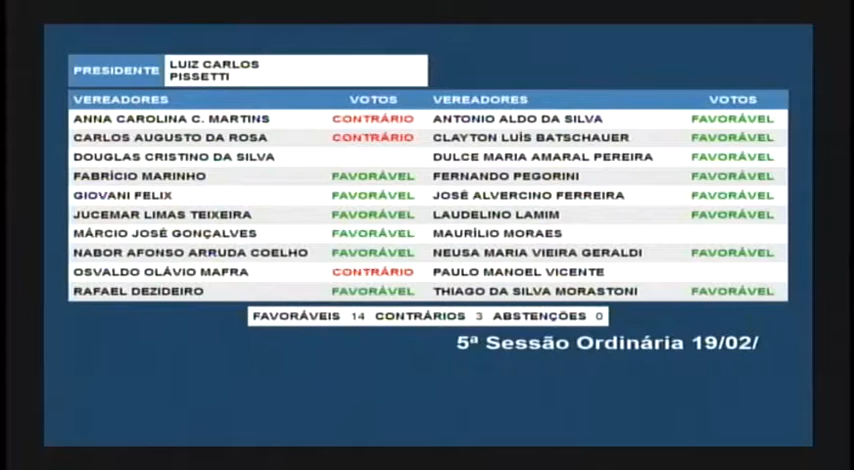 PRESIDENTE LUIZ CARLOS
PISSETTI
VEREADORES VOTOS VEREADORES VOTOS
ANNA CAROLINA C. MARTINS CONTRÁRIO ANTONIO ALDO DA SILVA FAVORÁVEL
CARLOS AUGUSTO DA ROSA CONTRÁRIO CLAYTON LUÍS BATSCHAUER FAVORÁVEL
DOUGLAS CRISTINO DA SILVA DULCE MARIA AMARAL PEREIRA FAVORÁVEL
FABRÍCIO MARINHO FAVORÁVEL FERNANDO PEGORINI FAVORÁVEL
GIOVANI FELIX FAVORÁVEL JOSÉ ALVERCINO FERREIRA FAVORÁVEL
JUCEMAR LIMAS TEIXEIRA FAVORÁVEL LAUDELINO LAMIM FAVORÁVEL
MÁRCIO JOSÉ GONÇALVES FAVORÁVEL MAURÍLIO MORAES
NABOR AFONSO ARRUDA COELHO FAVORÁVEL NEUSA MARIA VIEIRA GERALDI FAVORÁVEL
OSVALDO OLÁVIO MAFRA CONTRÁRIO PAULO MANOEL VICENTE
RAFAEL DEZIDEIRO FAVORÁVEL THIAGO DA SILVA MORASTONI FAVORÁVEL
FAVORÁVEIS 14 CONTRÁRIOS 3 ABSTENÇÕES 0
5ª Sessão Ordinária 19/02/